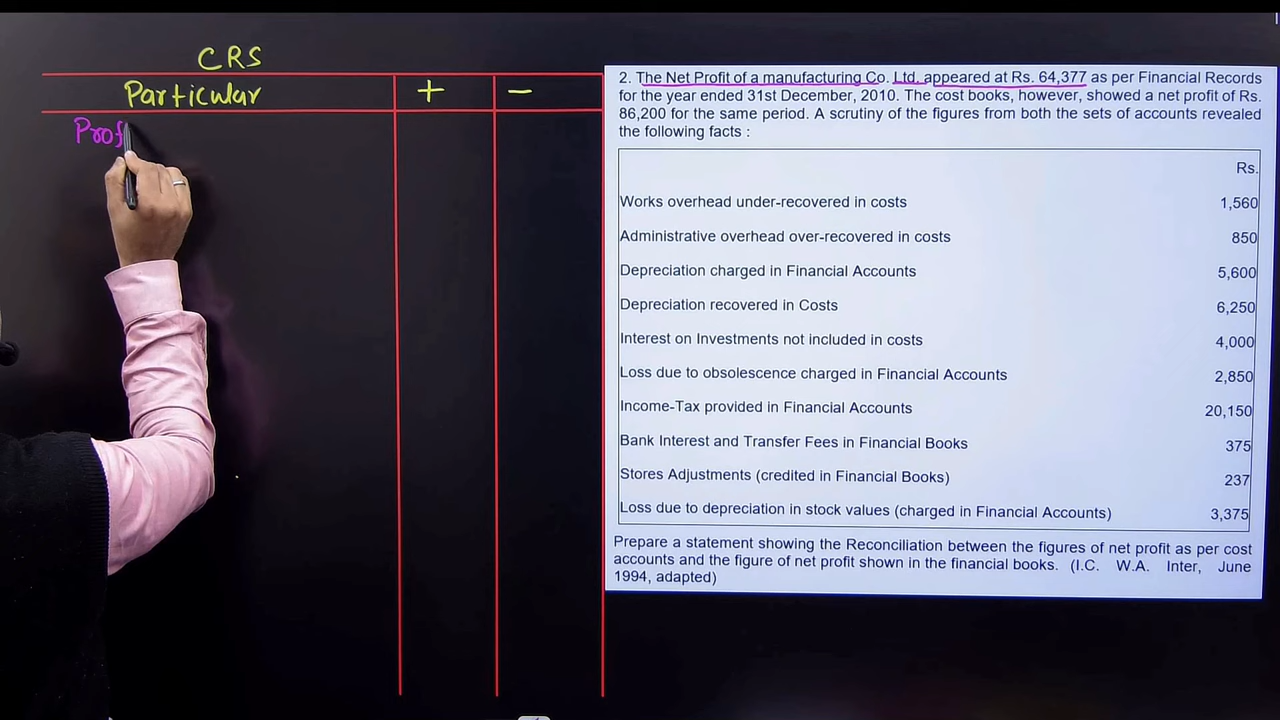 CRS
Particular + -
Prof
2. The Net Profit of a manufacturing Co. Ltd. appeared at Rs. 64,377 as per Financial Records
for the year ended 31st December, 2010. The cost books, however, showed a net profit of Rs.
86,200 for the same period. A scrutiny of the figures from both the sets of accounts revealed
the following facts :
Rs.
Works overhead under-recovered in costs 1,560
Administrative overhead over-recovered in costs 850
Depreciation charged in Financial Accounts 5,600
Depreciation recovered in Costs 6,250
Interest on Investments not included in costs 4,000
Loss due to obsolescence charged in Financial Accounts 2,850
Income-Tax provided in Financial Accounts 20,150
Bank Interest and Transfer Fees in Financial Books 375
Stores Adjustments (credited in Financial Books) 237
Loss due to depreciation in stock values (charged in Financial Accounts) 3,375
Prepare a statement showing the Reconciliation between the figures of net profit as per cost
accounts and the figure of net profit shown in the financial books. (I.C. W.A. Inter, June
1994, adapted)